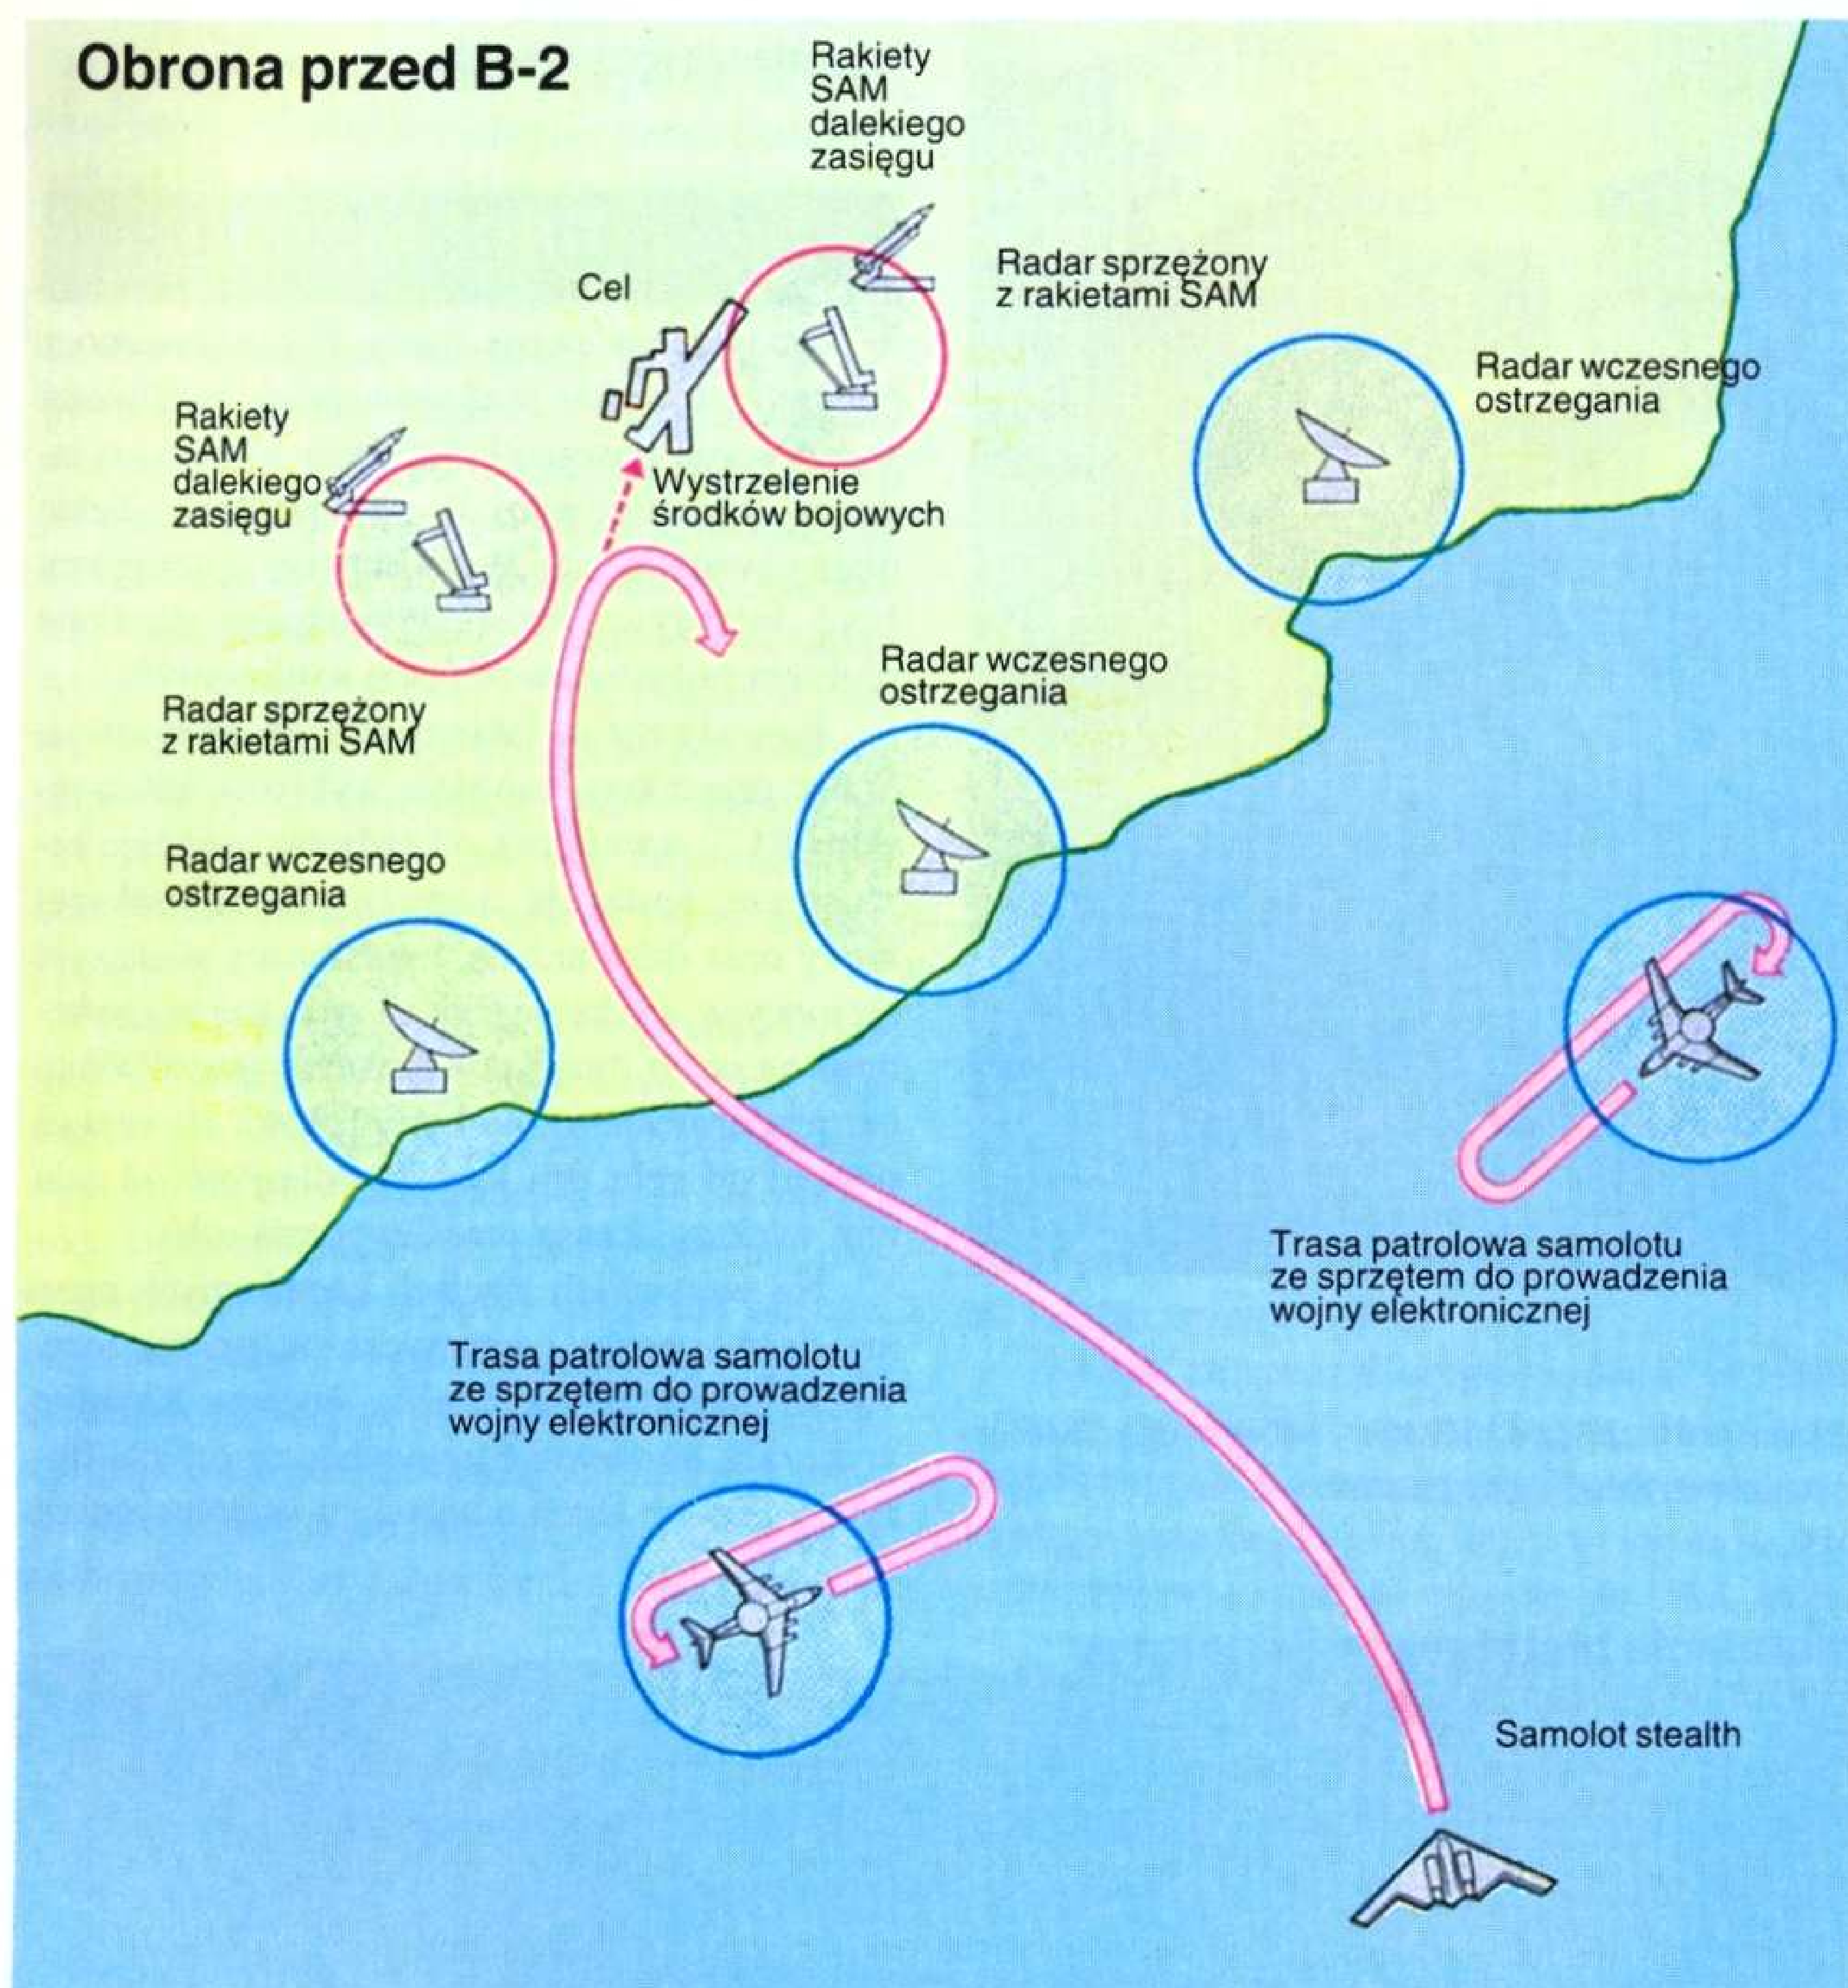 Obrona przed B-2
Rakiety
SAM
dalekiego
zasięgu
Cel
Radar sprzężony
z rakietami SAM
Radar wczesnego
ostrzegania
Rakiety
SAM
dalekiego
zasięgu
Wystrzelenie
środków bojowych
Radar wczesnego
ostrzegania
Radar sprzężony
z rakietami SAM
Radar wczesnego
ostrzegania
Trasa patrolowa samolotu
ze sprzętem do prowadzenia
wojny elektronicznej
Trasa patrolowa samolotu
ze sprzętem do prowadzenia
wojny elektronicznej
Samolot stealth